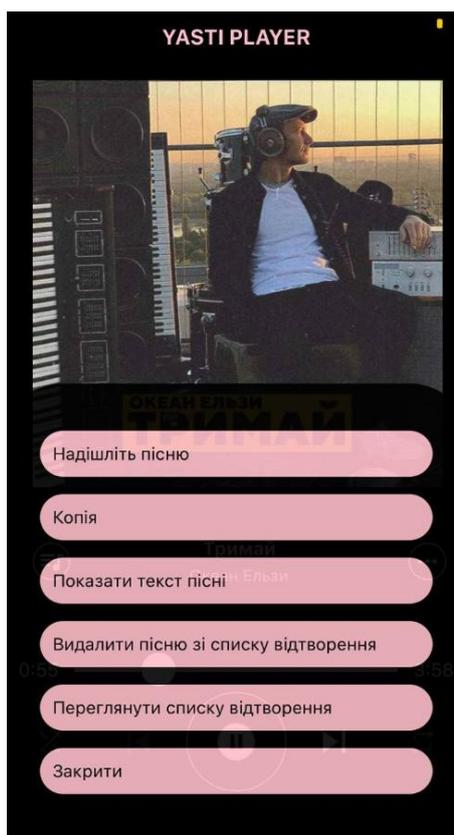 YASTI PLAYER
ОКЕАН ЕЛЬЗИ
ТРИМАЙ
Надішліть пісню
Копія
Тримай
Показати текст пісні
Океан Ельзи
Видалити пісню зі списку відтворення
0:55
3:58
Переглянути списку відтворення
Закрити